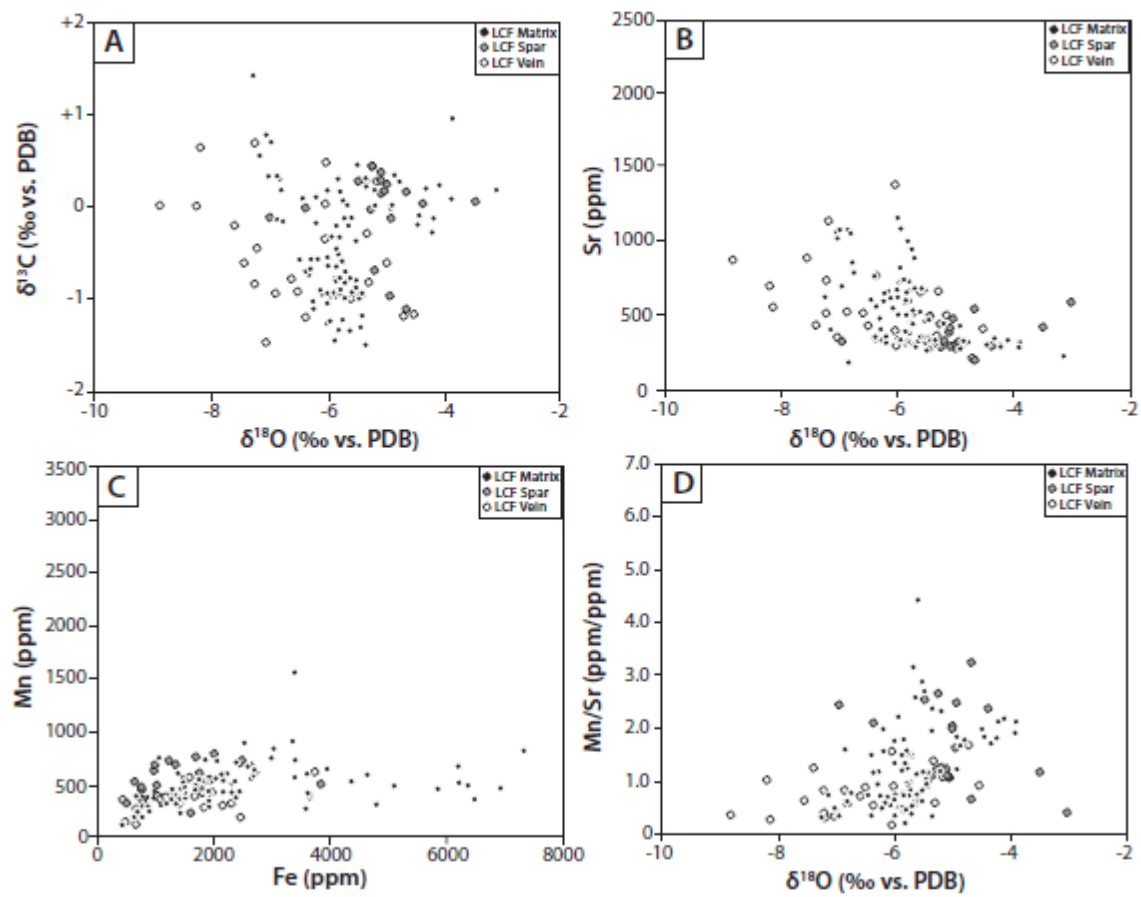 A
LCF Matrix
LCF Spar
LCF Vein
+2
+1
0
-1
-2
δ¹³C (‰ vs. PDB)
-10
-8
-6
-4
-2
δ¹⁸O (‰ vs. PDB)
B
LCF Matrix
LCF Spar
LCF Vein
2500
2000
1500
1000
500
0
Sr (ppm)
-10
-8
-6
-4
-2
δ¹⁸O (‰ vs. PDB)
C
LCF Matrix
LCF Spar
LCF Vein
3500
3000
2500
2000
1500
1000
500
0
Mn (ppm)
0
2000
4000
6000
8000
Fe (ppm)
D
LCF Matrix
LCF Spar
LCF Vein
7.0
6.0
5.0
4.0
3.0
2.0
1.0
0
Mn/Sr (ppm/ppm)
-10
-8
-6
-4
-2
δ¹⁸O (‰ vs. PDB)